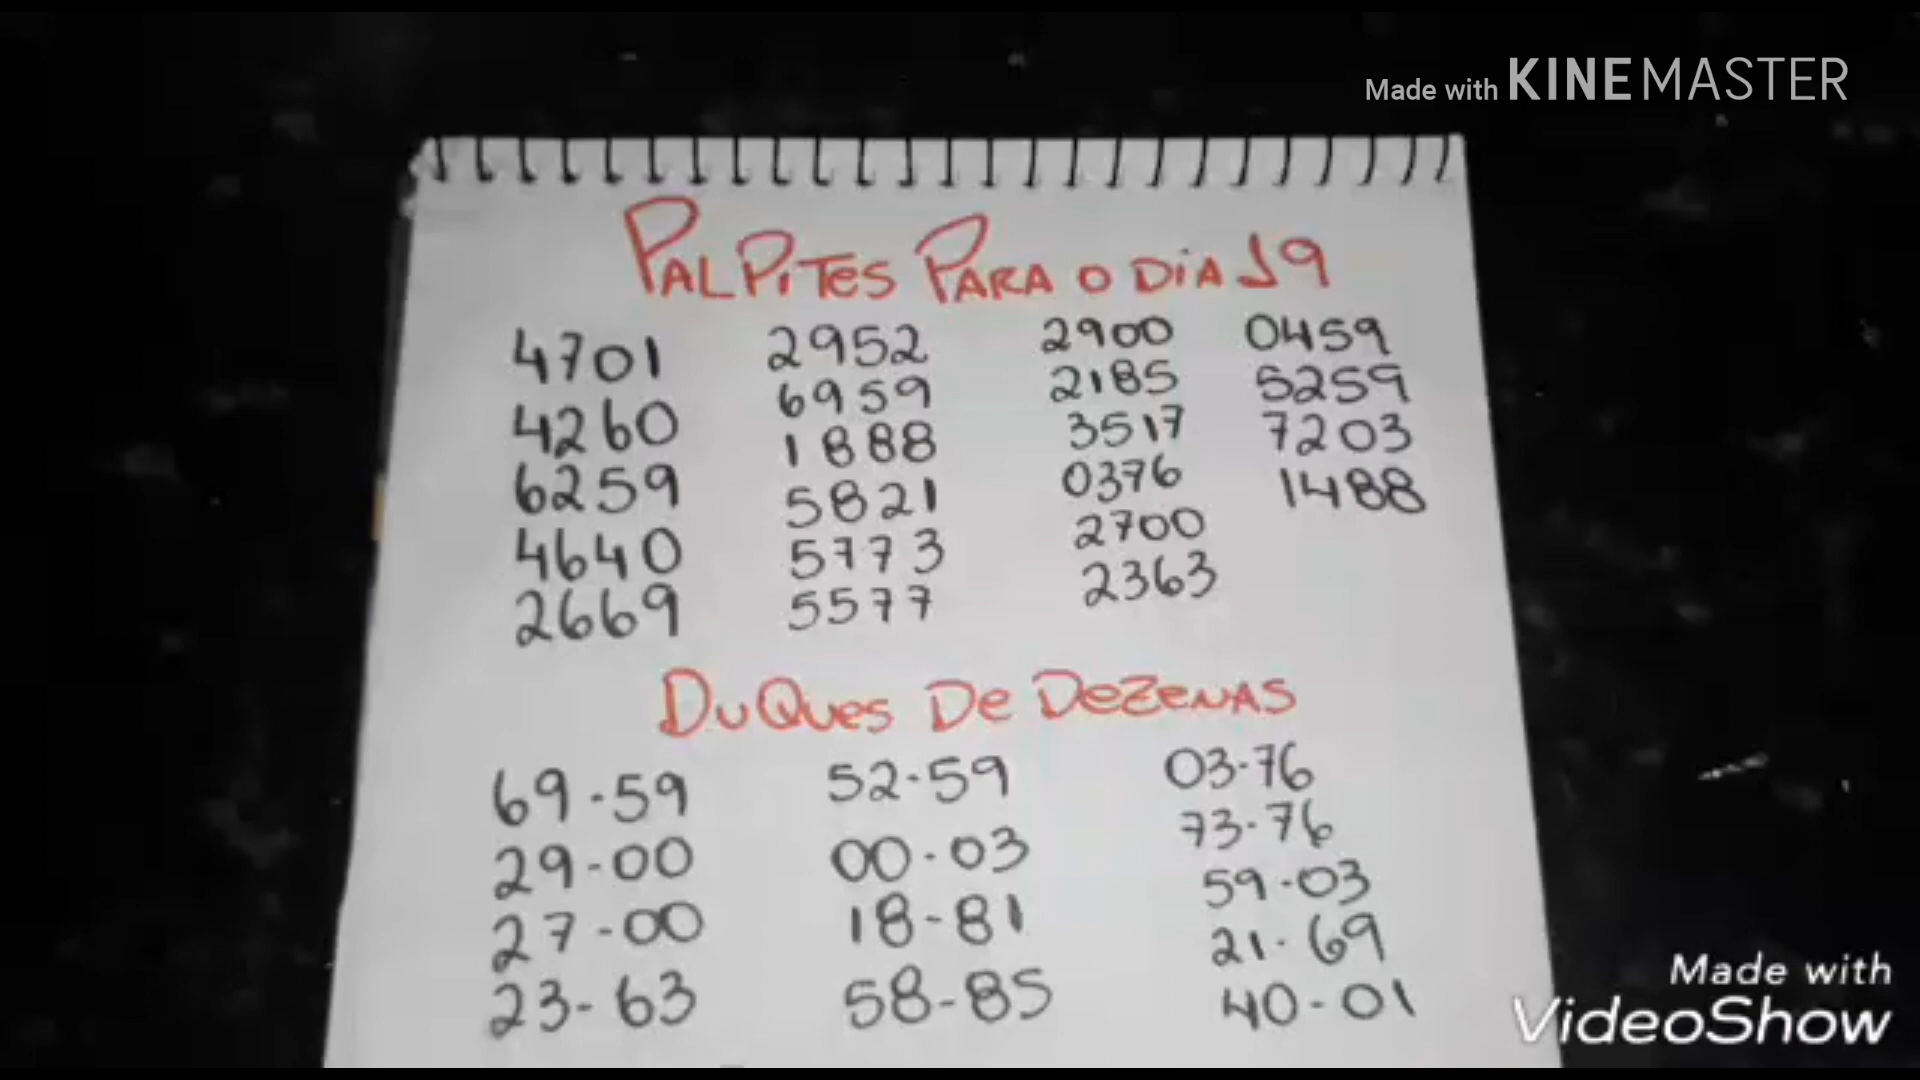 Made with KINEMASTER
PALPITES PARA O DIA 19
4701 2952 2900 0459
4260 6959 2185 5259
6259 1888 3517 7203
4640 5821 0376 1488
2669 5773 2700
5577 2363
DUQUES DE DEZENAS
69-59 52-59 03-76
29-00 00-03 73-76
27-00 18-81 59-03
23-63 58-85 21-69
40-01
Made with
VideoShow